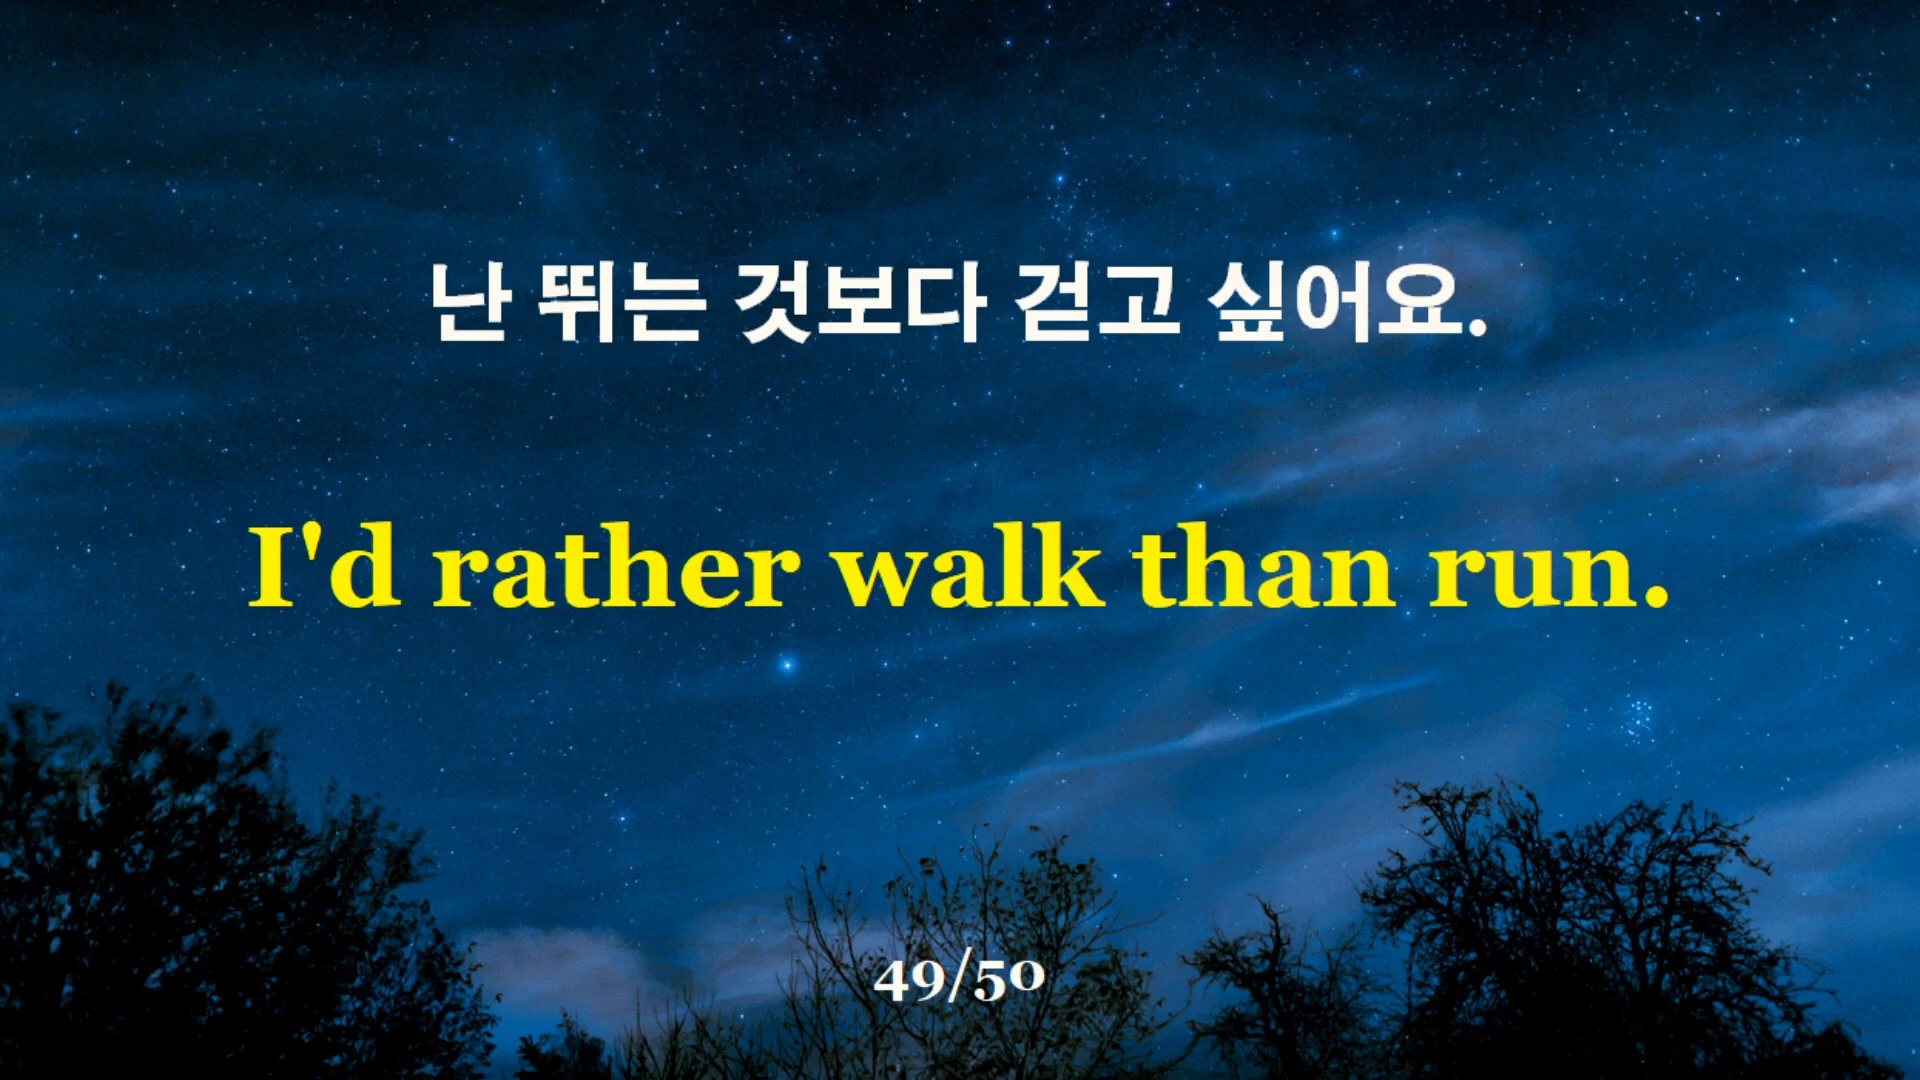 난 뛰는 것보다 걷고 싶어요.
I'd rather walk than run.
49/50